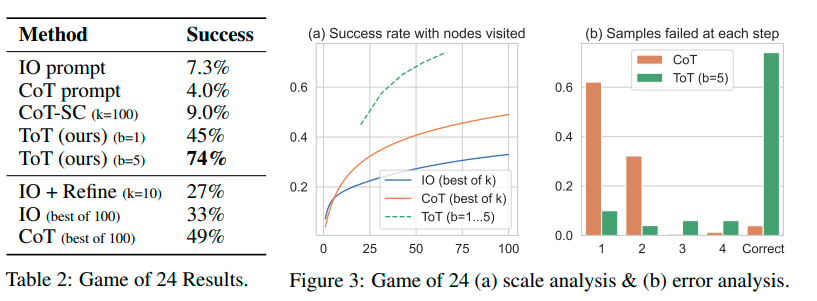 Method Success
IO prompt 7.3%
CoT prompt 4.0%
CoT-SC (k=100) 9.0%
ToT (ours) (b=1) 45%
ToT (ours) (b=5) 74%
IO + Refine (k=10) 27%
IO (best of 100) 33%
CoT (best of 100) 49%
Table 2: Game of 24 Results.
(a) Success rate with nodes visited
0.6
0.4
0.2
IO (best of k)
CoT (best of k)
ToT (b=1...5)
0 25 50 75 100
(b) Samples failed at each step
CoT
ToT (b=5)
0.6
0.4
0.2
0.0
1 2 3 4 Correct
Figure 3: Game of 24 (a) scale analysis & (b) error analysis.